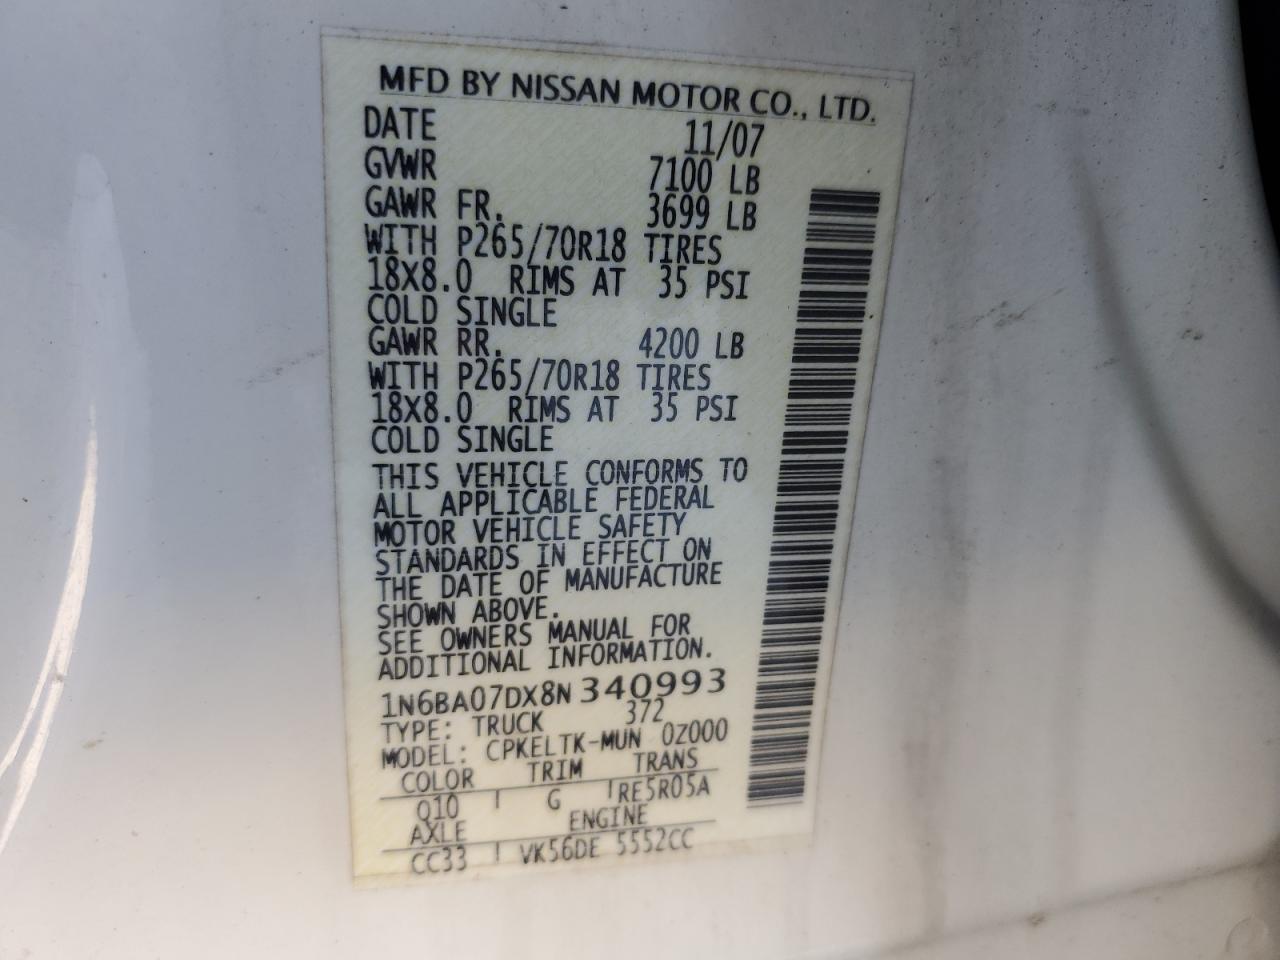 MFD BY NISSAN MOTOR CO., LTD.
DATE 11/07
GVWR 7100 LB
GAWR FR. 3699 LB
WITH P265/70R18 TIRES
18X8.0 RIMS AT 35 PSI
COLD SINGLE
GAWR RR. 4200 LB
WITH P265/70R18 TIRES
18X8.0 RIMS AT 35 PSI
COLD SINGLE
THIS VEHICLE CONFORMS TO
ALL APPLICABLE FEDERAL
MOTOR VEHICLE SAFETY
STANDARDS IN EFFECT ON
THE DATE OF MANUFACTURE
SHOWN ABOVE.
SEE OWNERS MANUAL FOR
ADDITIONAL INFORMATION.
1N6BA07DX8N 340993
TYPE: TRUCK 372
MODEL: CPKELTK-MUN 0Z000
COLOR TRIM TRANS
Q10 G RE5R05A
AXLE ENGINE
CC33 VK56DE 5552CC